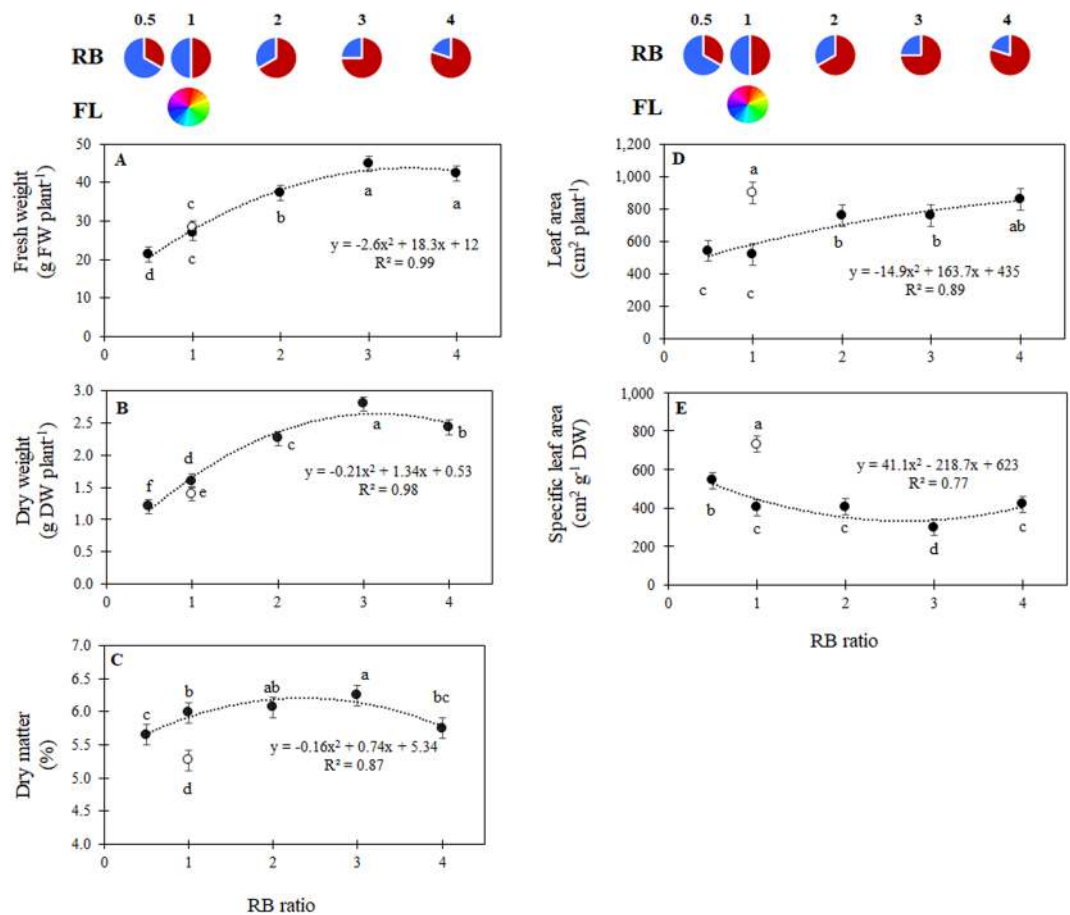 0.5 1 2 3 4
RB
FL
A
Fresh weight
(g FW plant⁻¹)
50
40
30
20
10
0
d
c
c
b
a
a
y = -2.6x² + 18.3x + 12
R² = 0.99
0 1 2 3 4
B
Dry weight
(g DW plant⁻¹)
3.0
2.5
2.0
1.5
1.0
0.5
0.0
f
d
e
c
a
b
y = -0.21x² + 1.34x + 0.53
R² = 0.98
0 1 2 3 4
C
Dry matter
(%)
7.0
6.5
6.0
5.5
5.0
4.5
4.0
c
b
d
ab
a
bc
y = -0.16x² + 0.74x + 5.34
R² = 0.87
0 1 2 3 4
RB ratio
0.5 1 2 3 4
RB
FL
D
Leaf area
(cm² plant⁻¹)
1,200
1,000
800
600
400
200
0
c
a
c
b
b
ab
y = -14.9x² + 163.7x + 435
R² = 0.89
0 1 2 3 4
E
Specific leaf area
(cm² g⁻¹ DW)
1,000
800
600
400
200
0
b
a
c
c
d
c
y = 41.1x² - 218.7x + 623
R² = 0.77
0 1 2 3 4
RB ratio